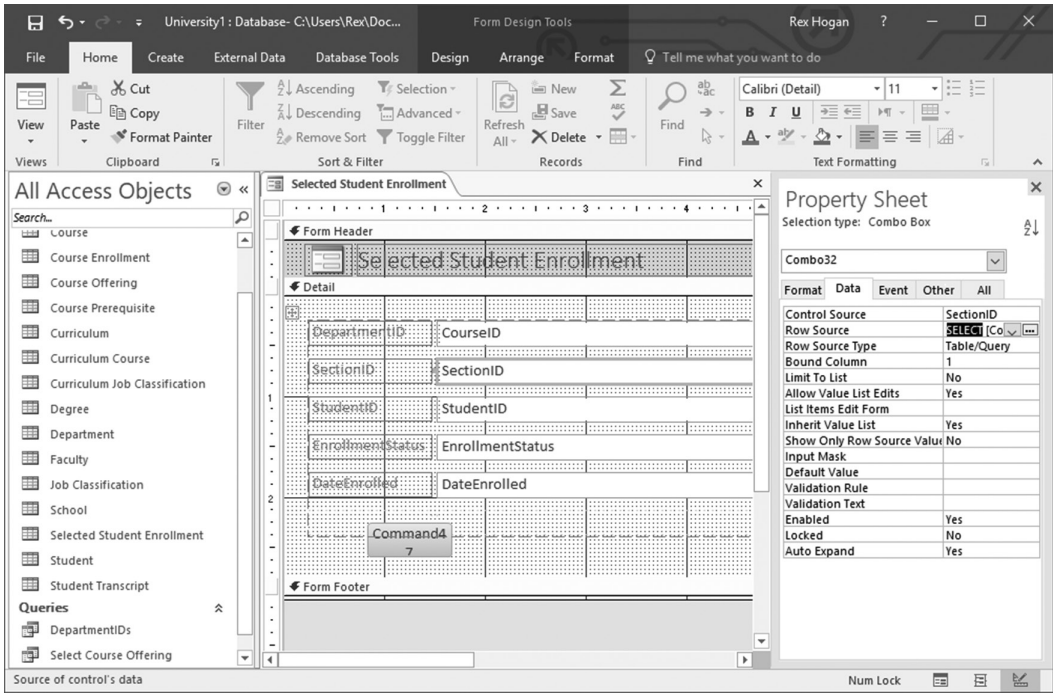 University1 : Database- C:\Users\Rex\Doc... Form Design Tools Rex Hogan ?
File Home Create External Data Database Tools Design Arrange Format Tell me what you want to do
View
Views
Paste
Cut
Copy
Format Painter
Clipboard
Filter
Ascending
Descending
Remove Sort
Selection
Advanced
Toggle Filter
Sort & Filter
Refresh
All
New
Save
Delete
Records
Find
Find
Calibri (Detail) 11
B I U
A
Text Formatting
All Access Objects
Search...
Course
Course Enrollment
Course Offering
Course Prerequisite
Curriculum
Curriculum Course
Curriculum Job Classification
Degree
Department
Faculty
Job Classification
School
Selected Student Enrollment
Student
Student Transcript
Queries
DepartmentIDs
Select Course Offering
Selected Student Enrollment
1 2 3 4
Form Header
Selected Student Enrollment
Detail
DepartmentID CourseID
SectionID SectionID
1
StudentID StudentID
EnrollmentStatus EnrollmentStatus
DateEnrolled DateEnrolled
2
Command4
7
Form Footer
Property Sheet
Selection type: Combo Box
Combo32
Format Data Event Other All
Control Source SectionID
Row Source SELECT [Co
Row Source Type Table/Query
Bound Column 1
Limit To List No
Allow Value List Edits Yes
List Items Edit Form
Inherit Value List Yes
Show Only Row Source Value No
Input Mask
Default Value
Validation Rule
Validation Text
Enabled Yes
Locked No
Auto Expand Yes
Source of control's data Num Lock